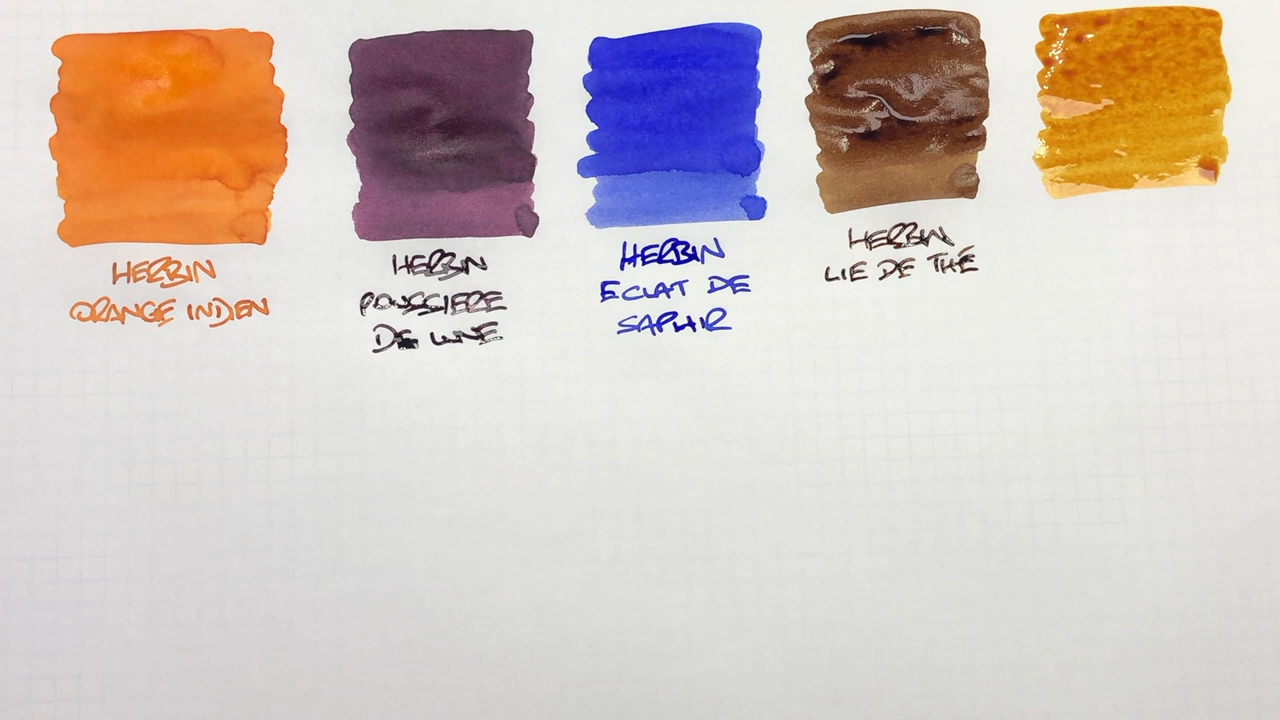 HERBIN
ORANGE INDIEN
HERBIN
POUSSIERE
DE LUNE
HERBIN
ECLAT DE
SAPHIR
HERBIN
LIE DE THÉ